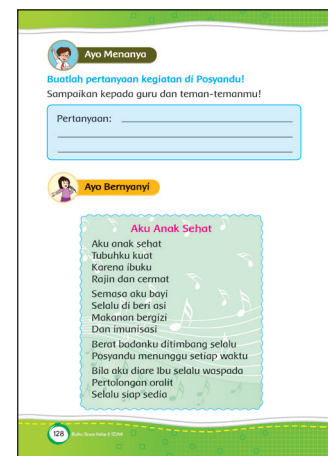 Ayo Menanya
Buatlah pertanyaan kegiatan di Posyandu!
Sampaikan kepada guru dan teman-temanmu!
Pertanyaan:
Ayo Bernyanyi
Aku Anak Sehat
Aku anak sehat
Tubuhku kuat
Karena ibuku
Rajin dan cermat
Semasa aku bayi
Selalu di beri asi
Makanan bergizi
Dan imunisasi
Berat badanku ditimbang selalu
Posyandu menunggu setiap waktu
Bila aku diare Ibu selalu waspada
Pertolongan oralit
Selalu siap sedia
128